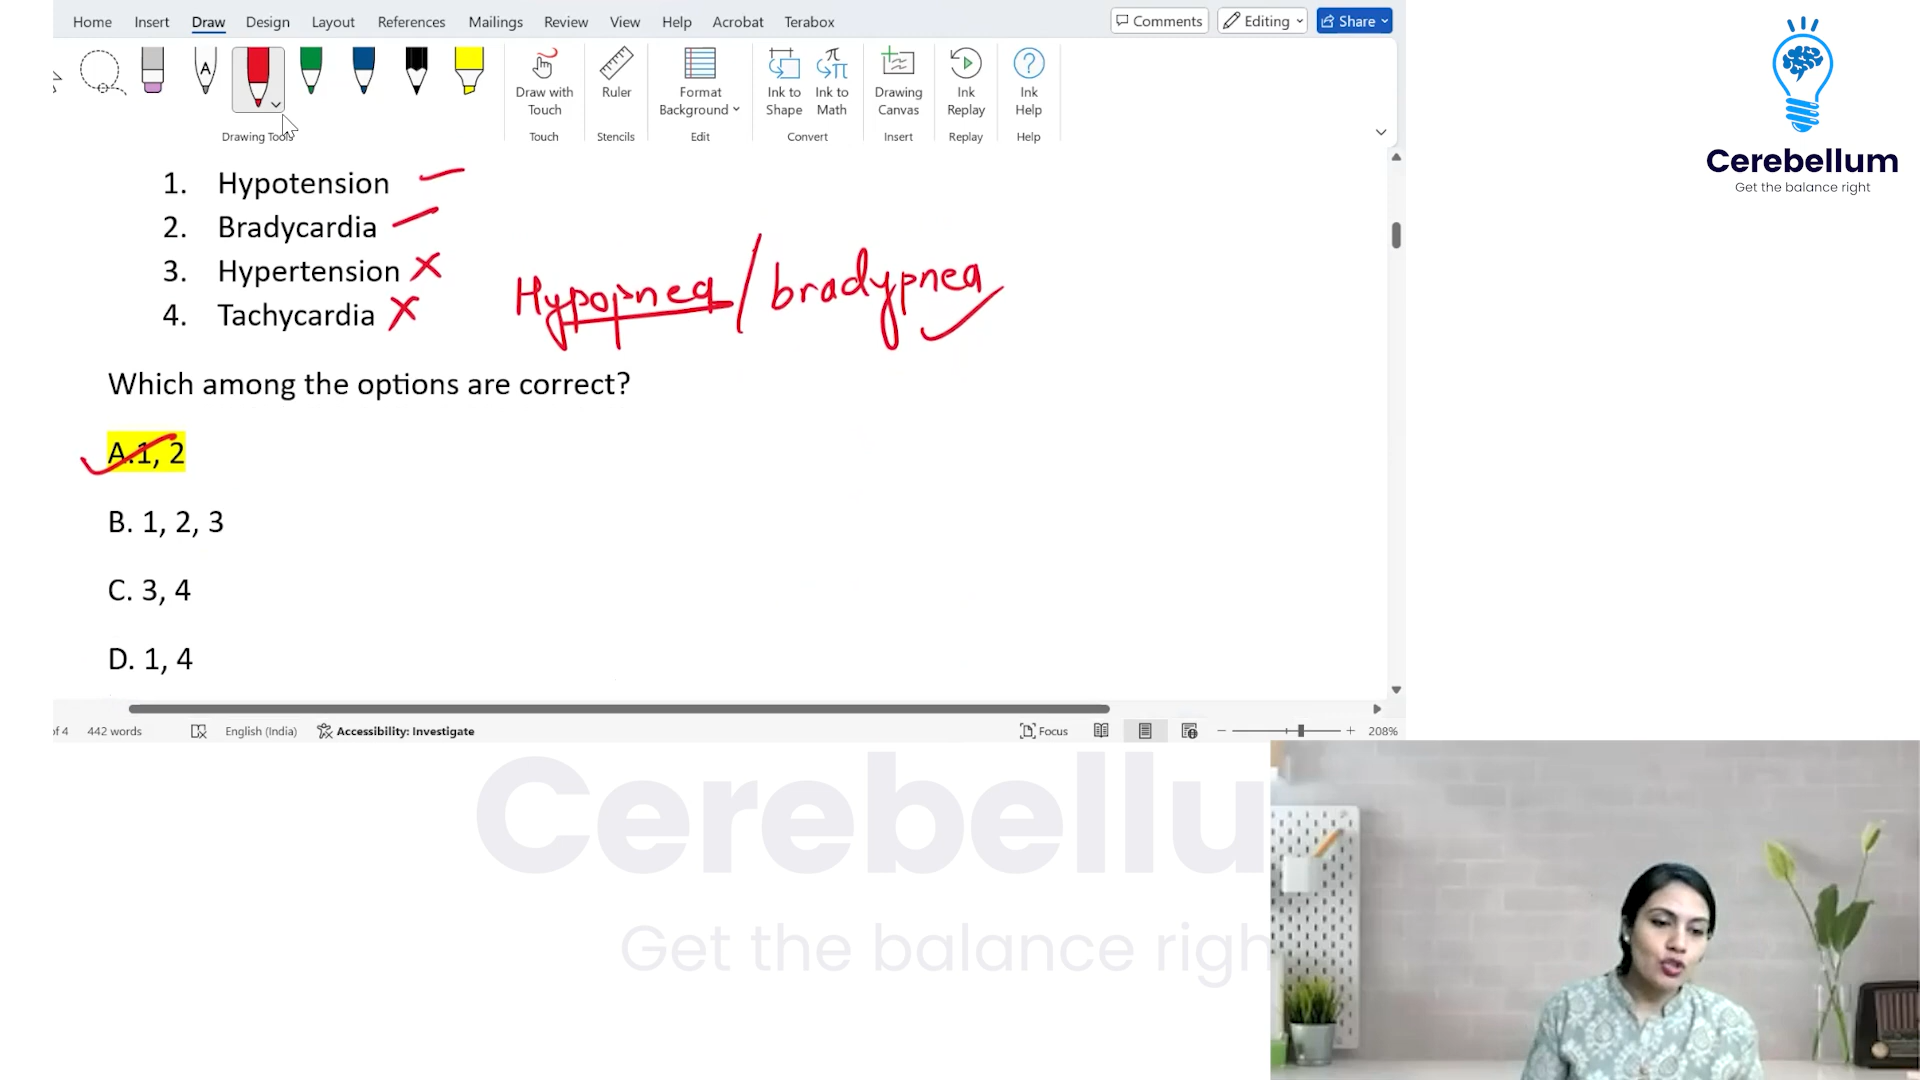 Home Insert Draw Design Layout References Mailings Review View Help Acrobat Terabox Comments Editing Share
A
Draw with Touch
Ruler
Format Background
Ink to Shape
Ink to Math
Drawing Canvas
Ink Replay
Ink Help
Drawing Tools Touch Stencils Edit Convert Insert Replay Help
Cerebellum
Get the balance right
1. Hypotension
2. Bradycardia
3. Hypertension
4. Tachycardia
Hypopnea / bradypnea
Which among the options are correct?
A.1, 2
B. 1, 2, 3
C. 3, 4
D. 1, 4
of 4 442 words English (India) Accessibility: Investigate Focus 208%
Cerebellu
Get the balance righ